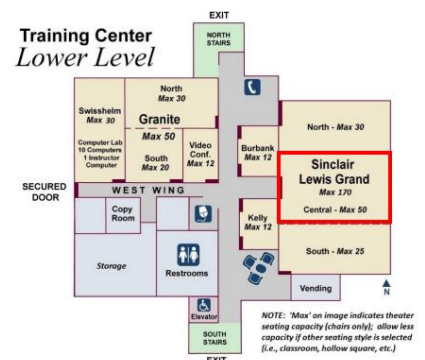 EXIT
Training Center
Lower Level
NORTH
STAIRS
North
Max 30
Swisshelm
Max 30
Computer Lab
10 Computers
1 Instructor
Computer
Granite
Max 50
South
Max 20
Video
Conf.
Max 12
Burbank
Max 12
North - Max 30
Sinclair
Lewis Grand
Max 170
Central - Max 50
SECURED
DOOR
WEST WING
Copy
Room
Kelly
Max 12
South - Max 25
Storage
Restrooms
Vending
N
Elevator
SOUTH
STAIRS
EXIT
NOTE: 'Max' on image indicates theater
seating capacity (chairs only); allow less
capacity if other seating style is selected
(i.e., classroom, hollow square, etc.)